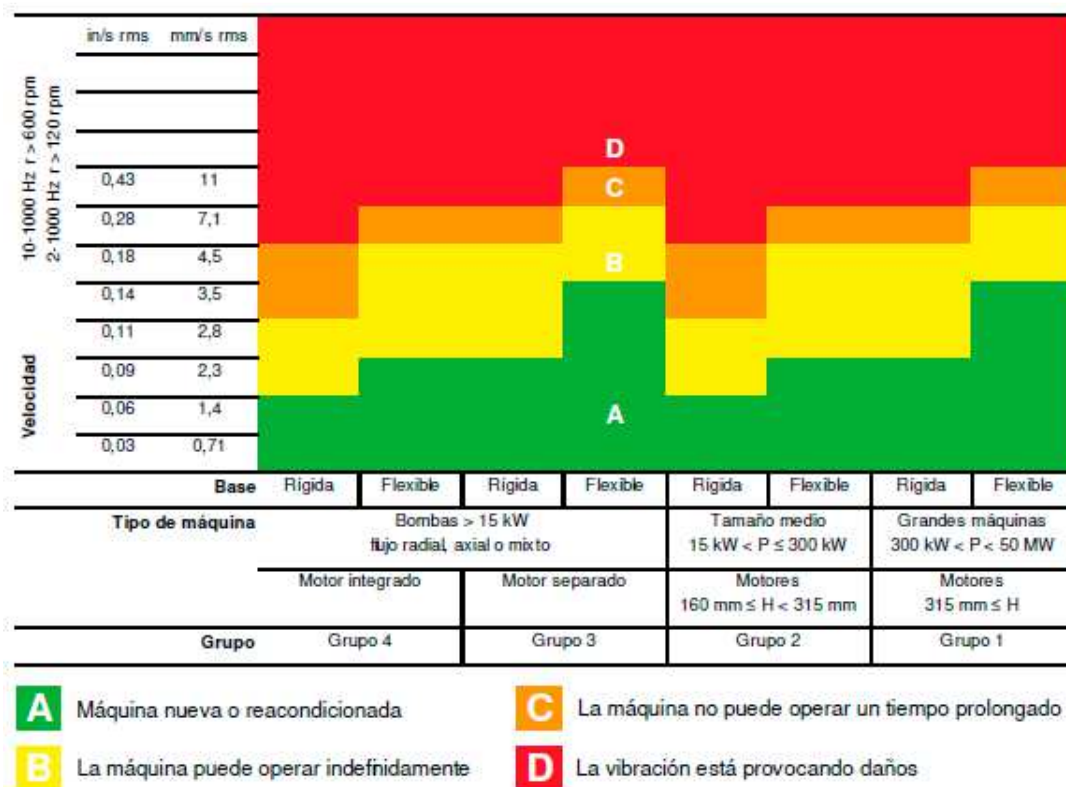 in/s rms mm/s rms
10-1000 Hz r > 600 rpm
2-1000 Hz r > 120 rpm
Velocidad
D
0,43 11
C
0,28 7,1
0,18 4,5
B
0,14 3,5
0,11 2,8
0,09 2,3
0,06 1,4
A
0,03 0,71
Base Rígida Flexible Rígida Flexible Rígida Flexible Rígida Flexible
Tipo de máquina Bombas > 15 kW Tamaño medio Grandes máquinas
flujo radial, axial o mixto 15 kW < P ≤ 300 kW 300 kW < P < 50 MW
Motor integrado Motor separado Motores Motores
160 mm ≤ H < 315 mm 315 mm ≤ H
Grupo Grupo 4 Grupo 3 Grupo 2 Grupo 1
A Máquina nueva o reacondicionada C La máquina no puede operar un tiempo prolongado
B La máquina puede operar indefinidamente D La vibración está provocando daños